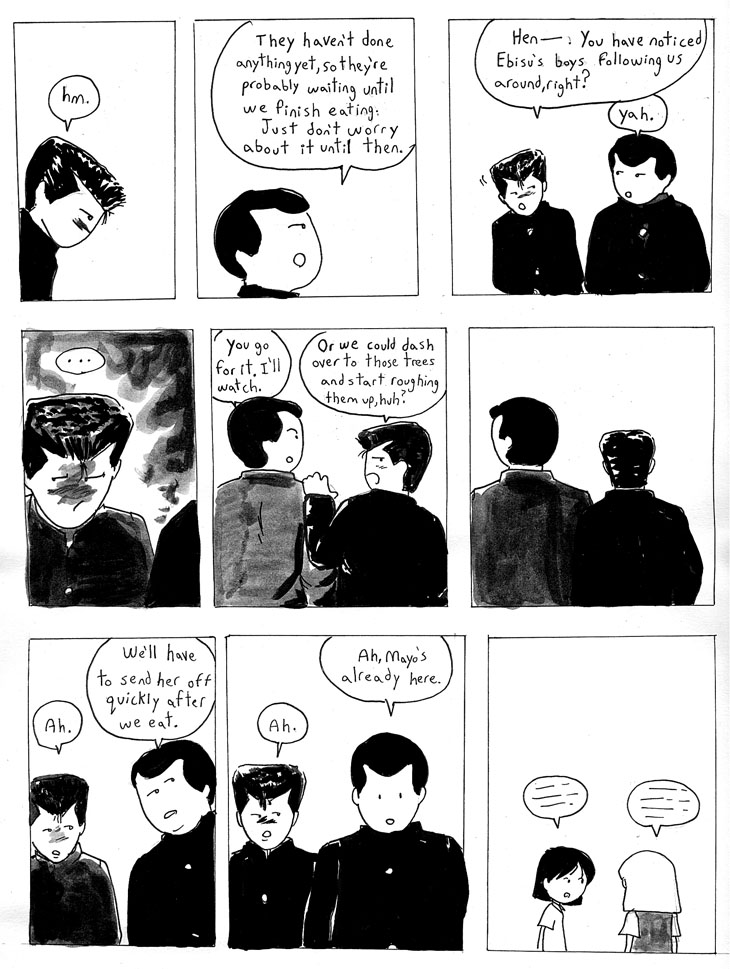 Hen—: You have noticed
Ebisu's boys following us
around, right?
yah.
They haven't done
anything yet, so they're
probably waiting until
we finish eating:
Just don't worry
about it until then.
hm.
Or we could dash
over to those trees
and start roughing
them up, huh?
You go
for it. I'll
watch.
...
Ah, Mayo's
already here.
Ah.
We'll have
to send her off
quickly after
we eat.
Ah.